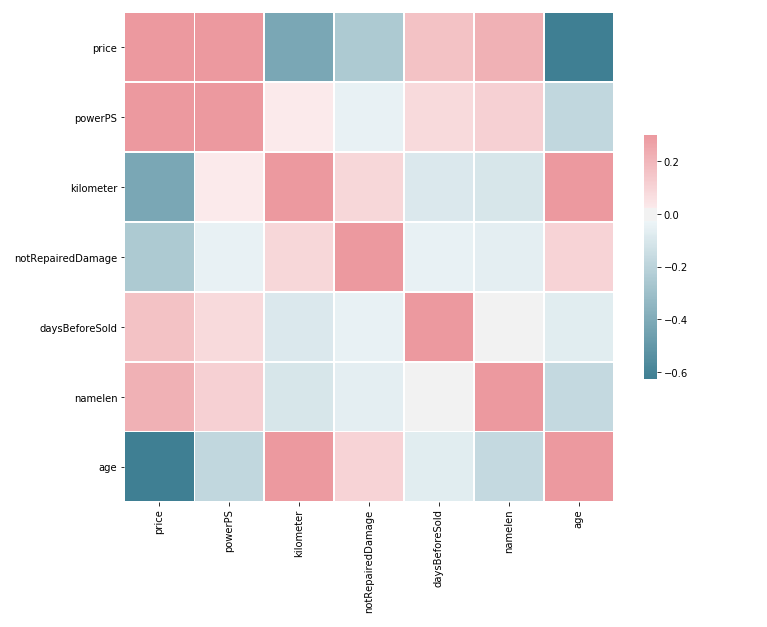 price
powerPS
kilometer
notRepairedDamage
daysBeforeSold
namelen
age
price
powerPS
kilometer
notRepairedDamage
daysBeforeSold
namelen
age
0.2
0.0
−0.2
−0.4
−0.6